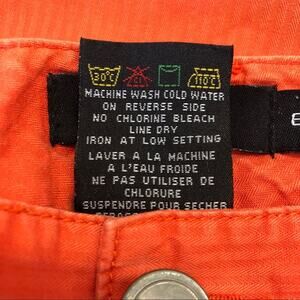 30°C CL 110°C
MACHINE WASH COLD WATER
ON REVERSE SIDE
NO CHLORINE BLEACH
LINE DRY
IRON AT LOW SETTING
LAVER A LA MACHINE
A L'EAU FROIDE
NE PAS UTILISER DE
CHLORURE
SUSPENDRE POUR SECHER